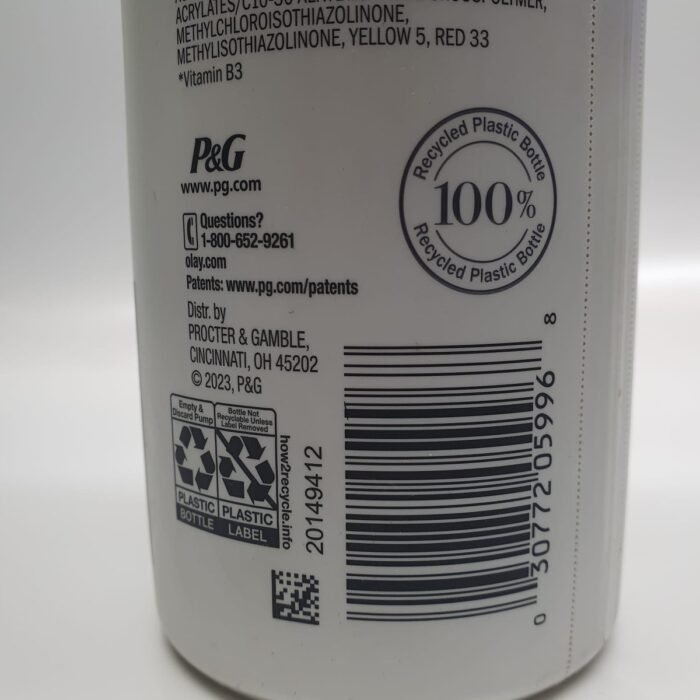 METHYLCHLOROISOTHIAZOLINONE,
METHYLISOTHIAZOLINONE, YELLOW 5, RED 33
*Vitamin B3
P&G
www.pg.com
Questions?
1-800-652-9261
olay.com
Patents: www.pg.com/patents
Distr. by
PROCTER & GAMBLE,
CINCINNATI, OH 45202
© 2023, P&G
Recycled Plastic Bottle
100%
Recycled Plastic Bottle
Empty &
Discard Pump
PLASTIC
BOTTLE
Bottle Not
Recyclable Unless
Label Removed
PLASTIC
LABEL
how2recycle.info
20149412
0 30772 05996 8